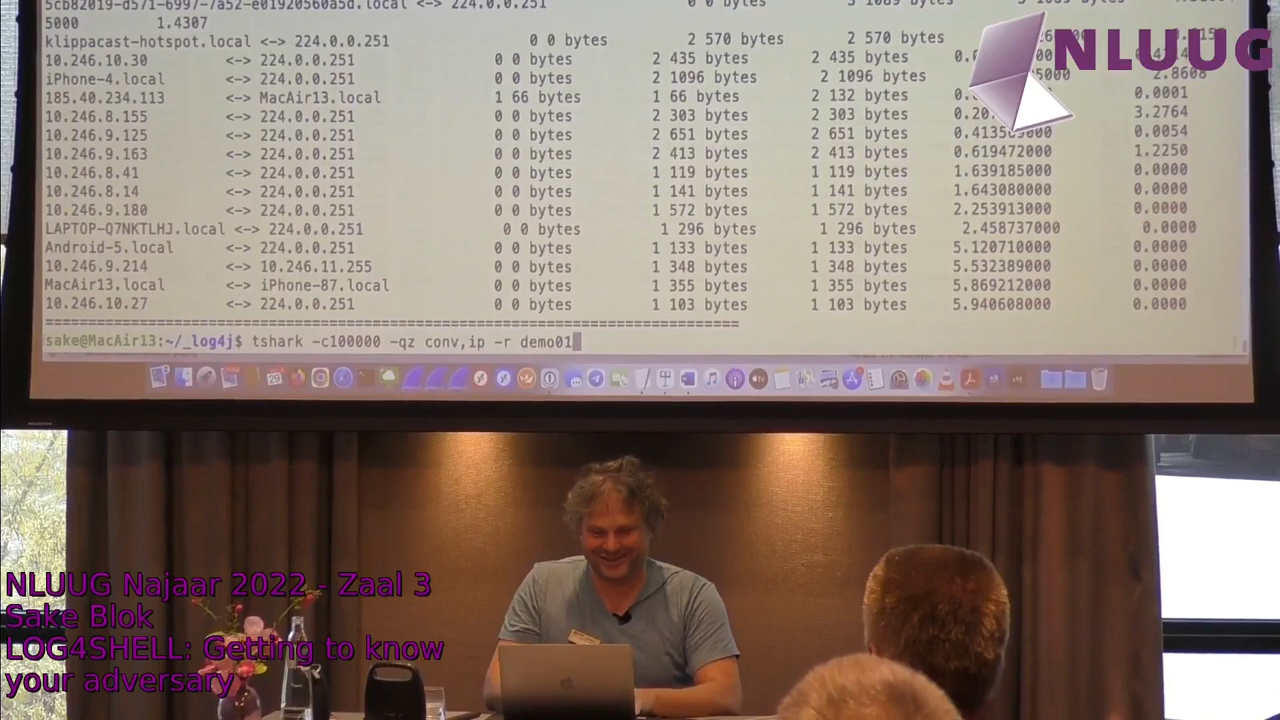 5cb82019-d571-6997-7a52-e01920560a5d.local <-> 224.0.0.251 0 0 bytes
5000 1.4307
klippacast-hotspot.local <-> 224.0.0.251 0 0 bytes 2 570 bytes 2 570 bytes
10.246.10.30 <-> 224.0.0.251 0 0 bytes 2 435 bytes 2 435 bytes
iPhone-4.local <-> 224.0.0.251 0 0 bytes 2 1096 bytes 2 1096 bytes 2.8608
185.40.234.113 <-> MacAir13.local 1 66 bytes 1 66 bytes 2 132 bytes 0.0001
10.246.8.155 <-> 224.0.0.251 0 0 bytes 2 303 bytes 2 303 bytes 3.2764
10.246.9.125 <-> 224.0.0.251 0 0 bytes 2 651 bytes 2 651 bytes 0.0054
10.246.9.163 <-> 224.0.0.251 0 0 bytes 2 413 bytes 2 413 bytes 0.619472000 1.2250
10.246.8.41 <-> 224.0.0.251 0 0 bytes 1 119 bytes 1 119 bytes 1.639185000 0.0000
10.246.8.14 <-> 224.0.0.251 0 0 bytes 1 141 bytes 1 141 bytes 1.643080000 0.0000
10.246.9.180 <-> 224.0.0.251 0 0 bytes 1 572 bytes 1 572 bytes 2.253913000 0.0000
LAPTOP-Q7NKTLHJ.local <-> 224.0.0.251 0 0 bytes 1 296 bytes 1 296 bytes 2.458737000 0.0000
Android-5.local <-> 224.0.0.251 0 0 bytes 1 133 bytes 1 133 bytes 5.120710000 0.0000
10.246.9.214 <-> 10.246.11.255 0 0 bytes 1 348 bytes 1 348 bytes 5.532389000 0.0000
MacAir13.local <-> iPhone-87.local 0 0 bytes 1 355 bytes 1 355 bytes 5.869212000 0.0000
10.246.10.27 <-> 224.0.0.251 0 0 bytes 1 103 bytes 1 103 bytes 5.940608000 0.0000
sake@MacAir13:~/_log4j$ tshark -c100000 -qz conv,ip -r demo01
NLUUG
NLUUG Najaar 2022 - Zaal 3
Sake Blok
LOG4SHELL: Getting to know
your adversary